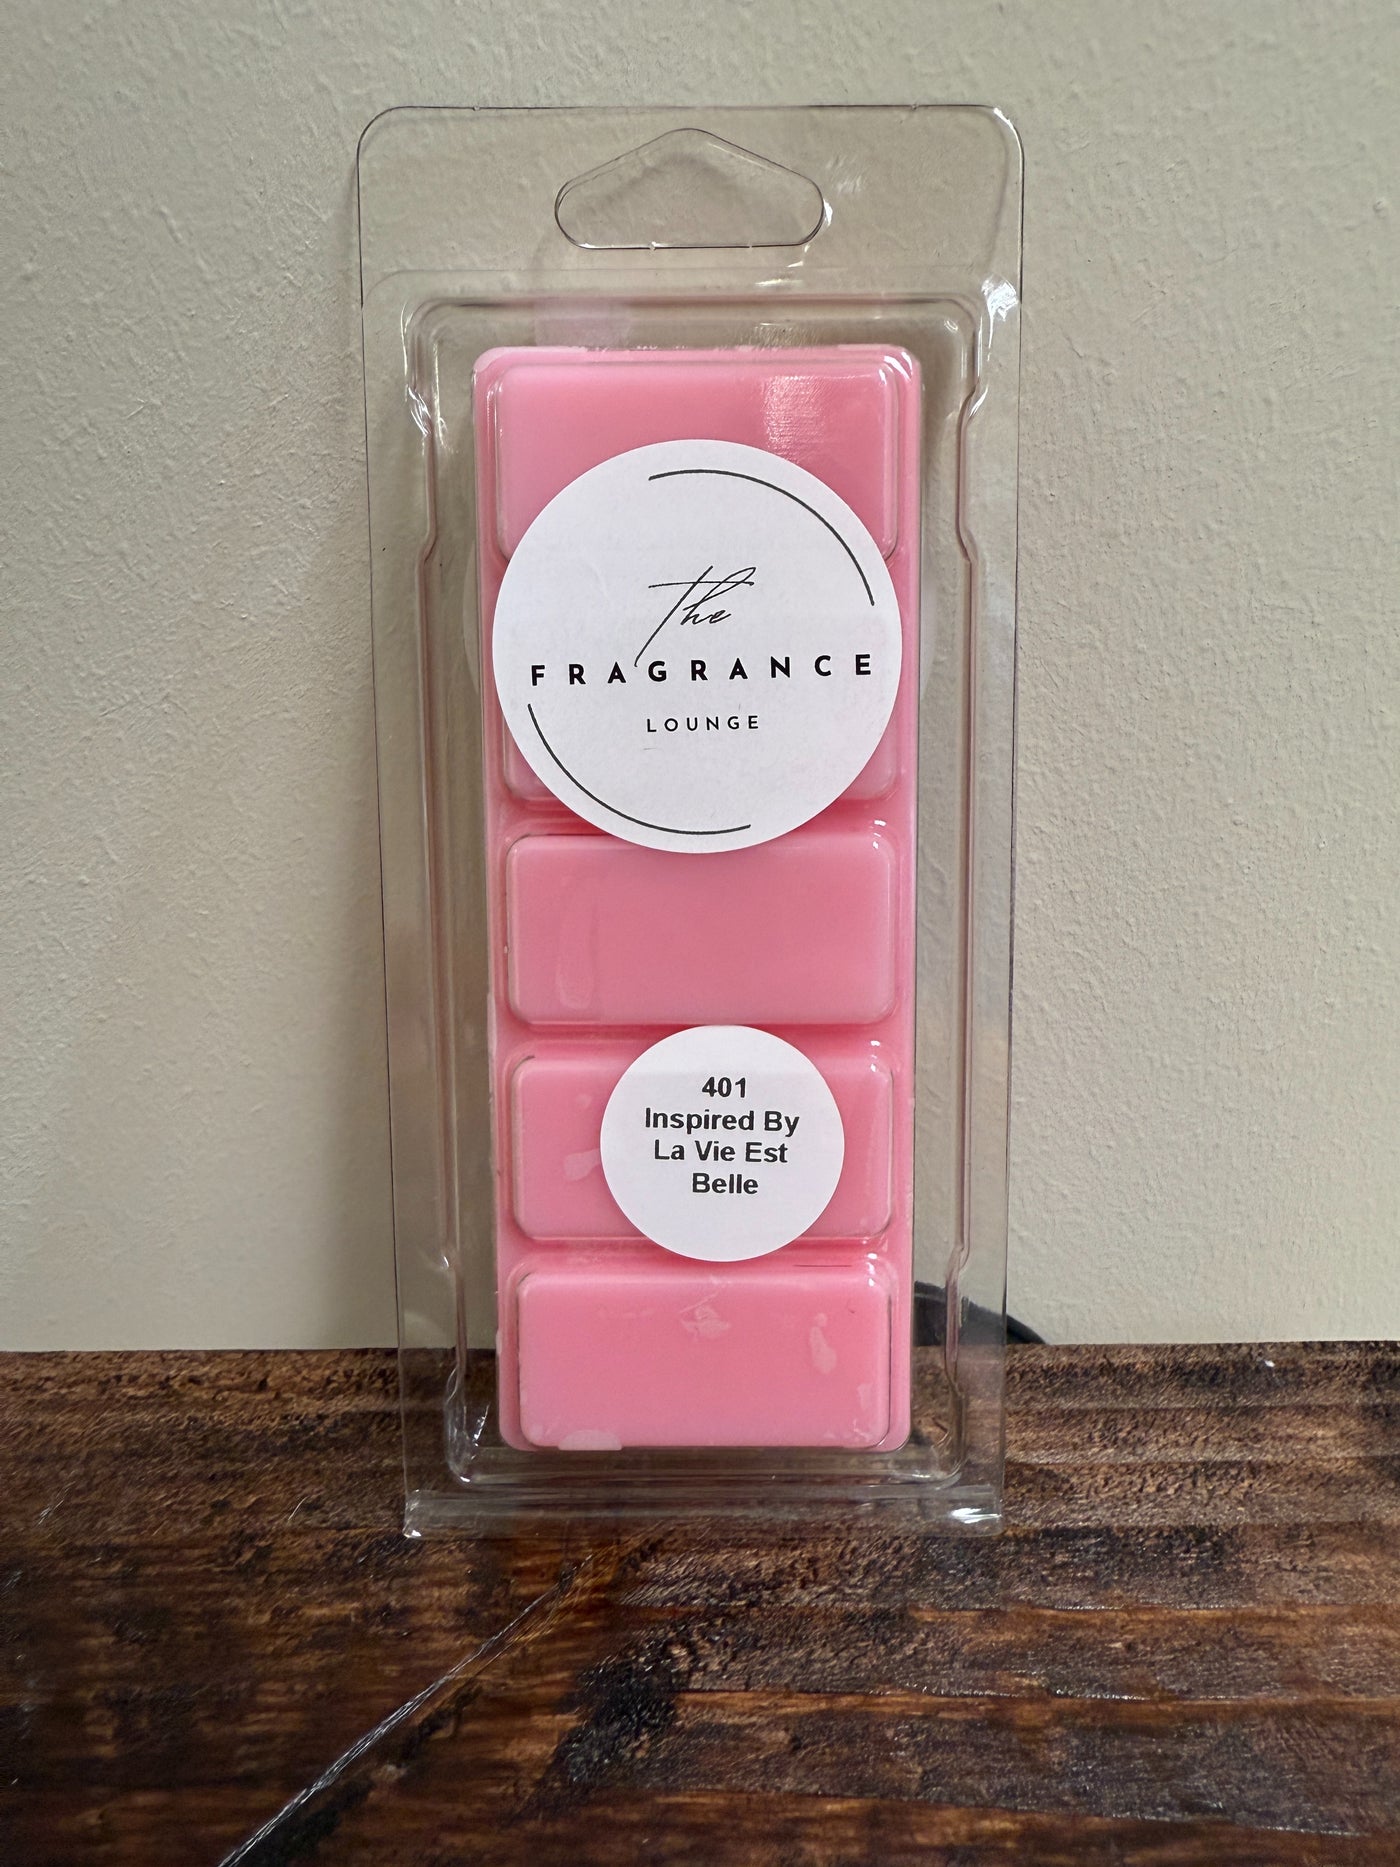 The
FRAGRANCE
LOUNGE
401
Inspired By
La Vie Est
Belle